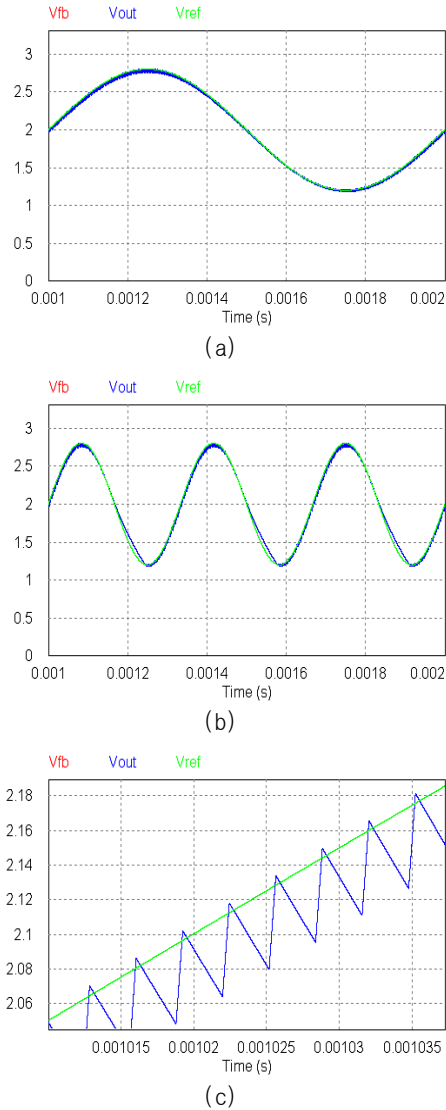 Vfb Vout Vref
3
2.5
2
1.5
1
0.5
0
0.001 0.0012 0.0014 0.0016 0.0018 0.002
Time (s)
(a)
Vfb Vout Vref
3
2.5
2
1.5
1
0.5
0
0.001 0.0012 0.0014 0.0016 0.0018 0.002
Time (s)
(b)
Vfb Vout Vref
2.18
2.16
2.14
2.12
2.1
2.08
2.06
0.001015 0.00102 0.001025 0.00103 0.001035
Time (s)
(c)